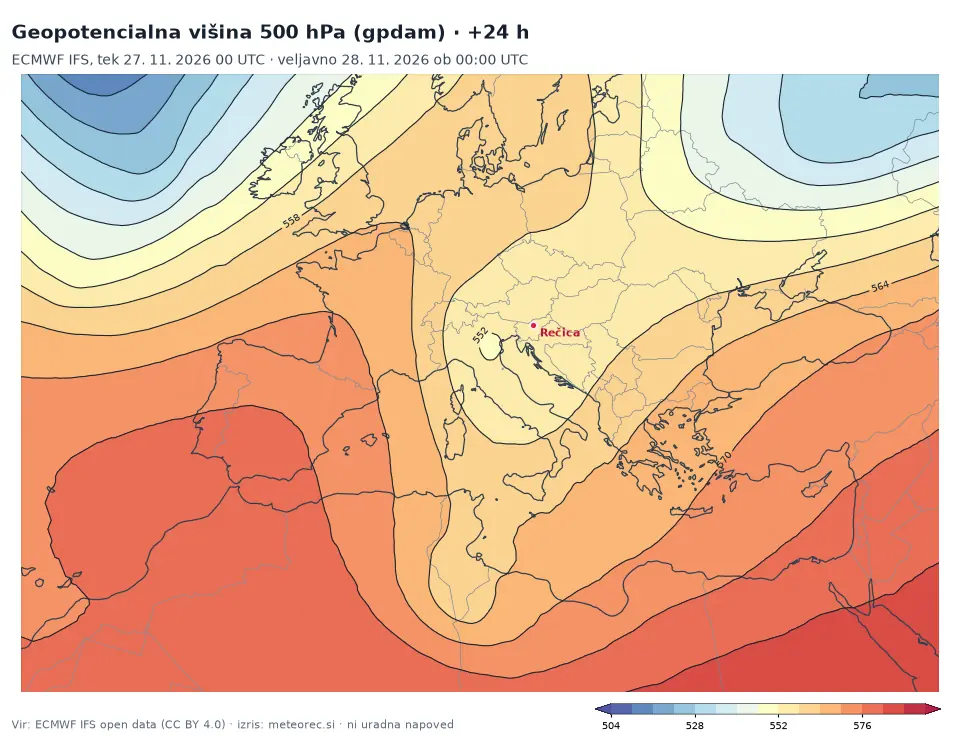 Geopotencialna višina 500 hPa (gpdam) · +24 h
ECMWF IFS, tek 27. 11. 2026 00 UTC · veljavno 28. 11. 2026 ob 00:00 UTC
558
564
552
Rečica
570
504 528 552 576
Vir: ECMWF IFS open data (CC BY 4.0) · izris: meteorec.si · ni uradna napoved